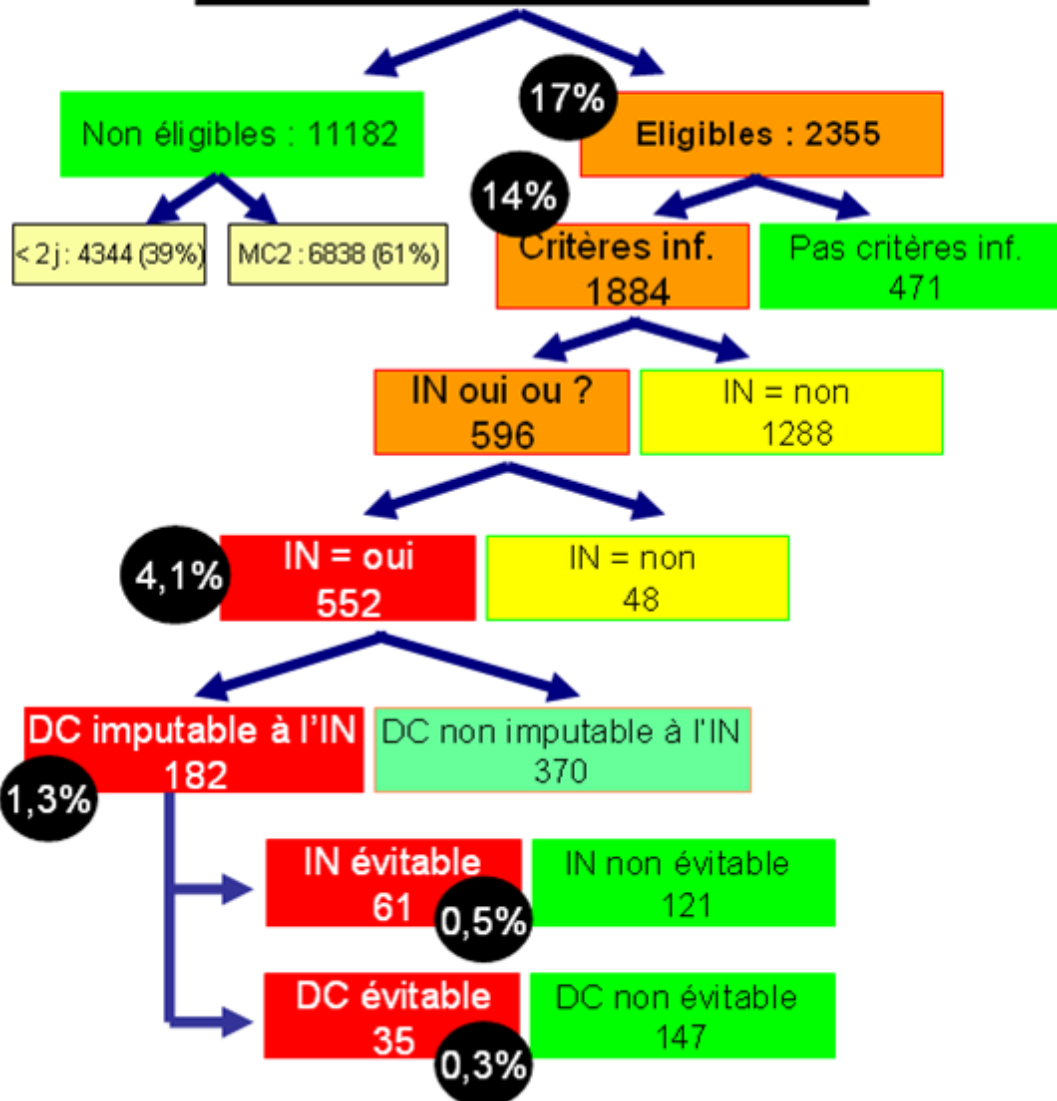 17%
Non éligibles : 11182
Eligibles : 2355
14%
< 2j : 4344 (39%)
MC2 : 6838 (61%)
Critères inf.
1884
Pas critères inf.
471
IN oui ou ?
596
IN = non
1288
4,1%
IN = oui
552
IN = non
48
DC imputable à l'IN
182
DC non imputable à l'IN
370
1,3%
IN évitable
61
0,5%
IN non évitable
121
DC évitable
35
0,3%
DC non évitable
147